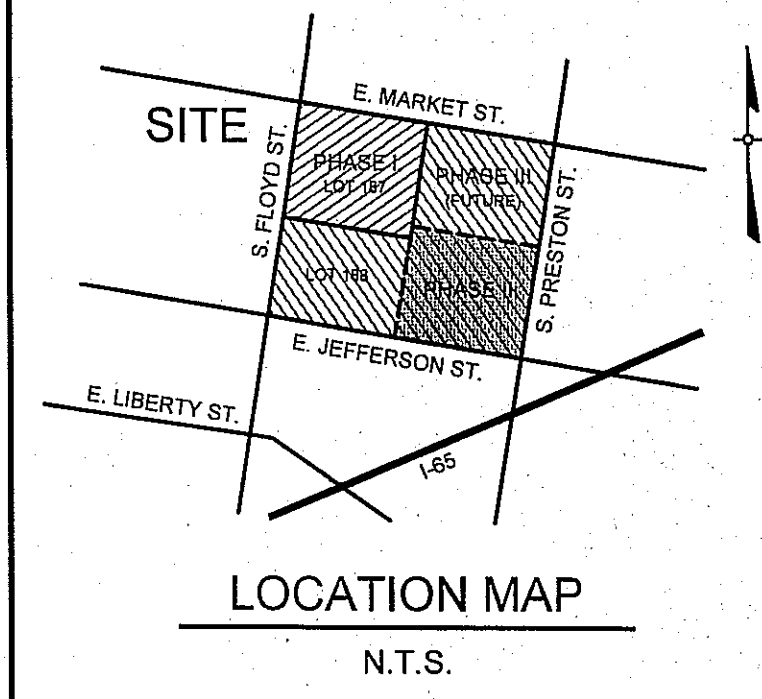 E. MARKET ST.
SITE
S. FLOYD ST.
PHASE I
LOT 187
PHASE III
(FUTURE)
S. PRESTON ST.
LOT 188
PHASE II
E. JEFFERSON ST.
E. LIBERTY ST.
I-65
LOCATION MAP
N.T.S.